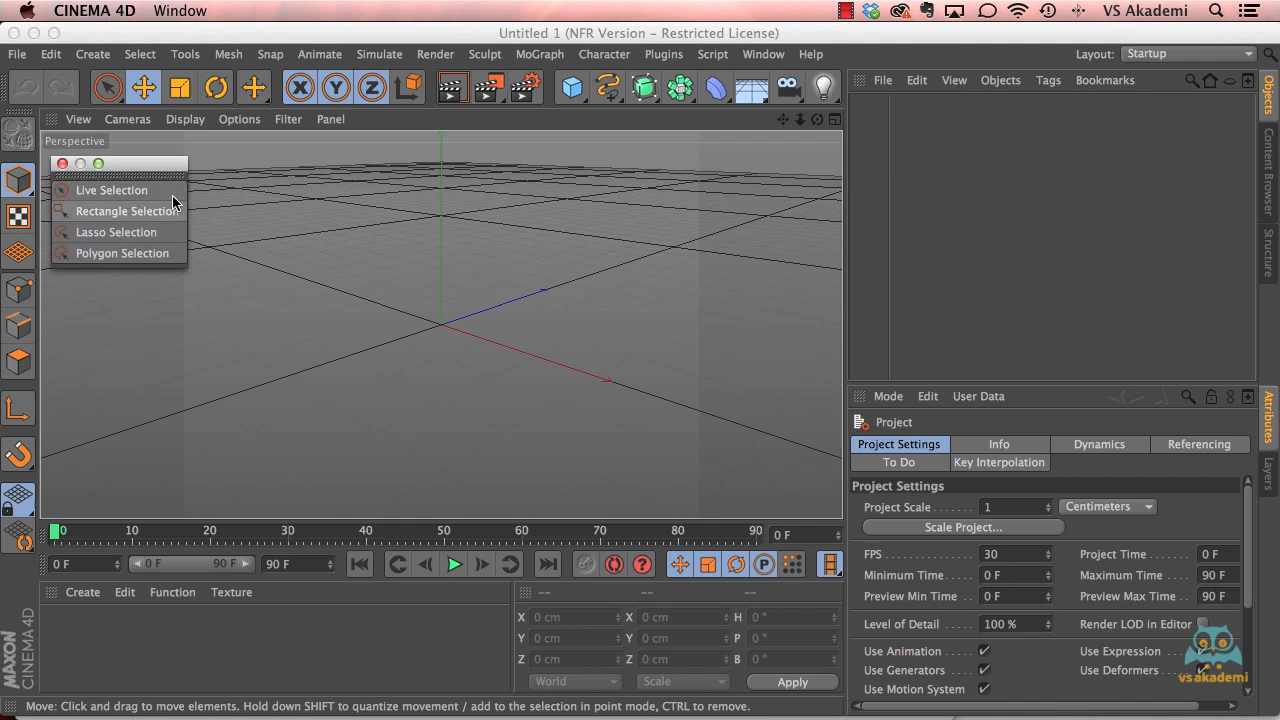 CINEMA 4D Window VS Akademi
Untitled 1 (NFR Version - Restricted License)
File Edit Create Select Tools Mesh Snap Animate Simulate Render Sculpt MoGraph Character Plugins Script Window Help Layout: Startup
File Edit View Objects Tags Bookmarks
View Cameras Display Options Filter Panel
Perspective
Live Selection
Rectangle Selection
Lasso Selection
Polygon Selection
Objects
Content Browser
Structure
Mode Edit User Data
Project
Project Settings Info Dynamics Referencing
To Do Key Interpolation
Attributes
Layers
Project Settings
Project Scale....... 1 Centimeters
Scale Project...
FPS .............. 30 Project Time ... 0 F
Minimum Time..... 0 F Maximum Time .. 90 F
Preview Min Time .. 0 F Preview Max Time . 90 F
Level of Detail ..... 100 % Render LOD in Editor
Use Animation .... Use Expression
Use Generators ... Use Deformers
Use Motion System
vsakademi
0 10 20 30 40 50 60 70 80 90 0 F
0 F 0 F 90 F 90 F
Create Edit Function Texture
-- -- --
X 0 cm X 0 cm H 0 °
Y 0 cm Y 0 cm P 0 °
Z 0 cm Z 0 cm B 0 °
World Scale Apply
MAXON CINEMA 4D
Move: Click and drag to move elements. Hold down SHIFT to quantize movement / add to the selection in point mode, CTRL to remove.